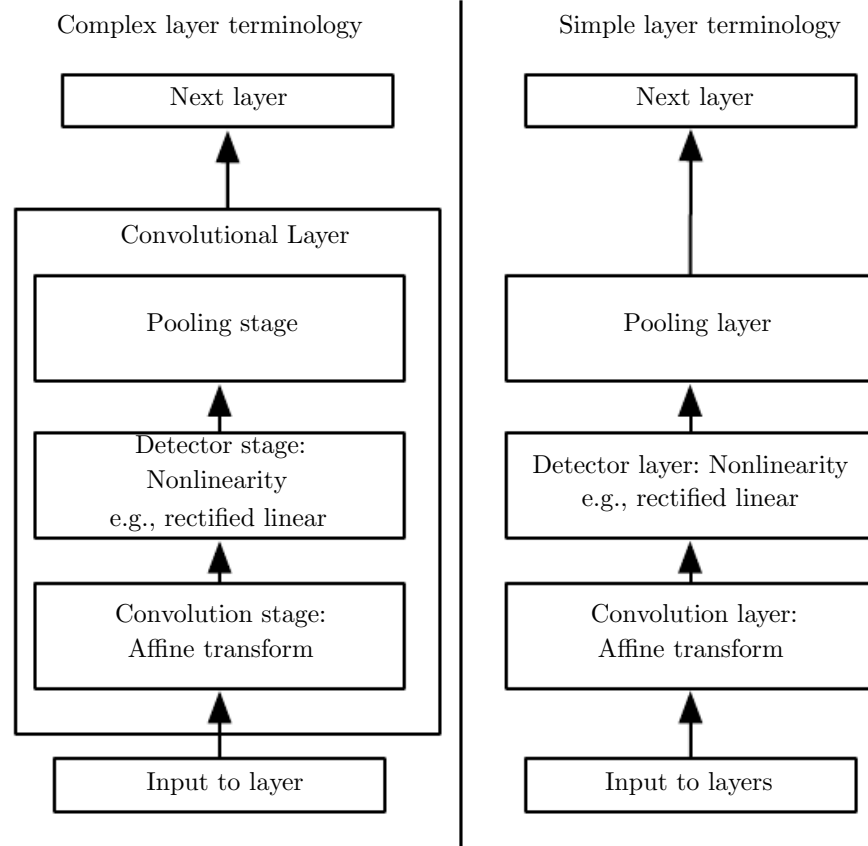 Complex layer terminology
Next layer
Convolutional Layer
Pooling stage
Detector stage:
Nonlinearity
e.g., rectified linear
Convolution stage:
Affine transform
Input to layer
Simple layer terminology
Next layer
Pooling layer
Detector layer: Nonlinearity
e.g., rectified linear
Convolution layer:
Affine transform
Input to layers